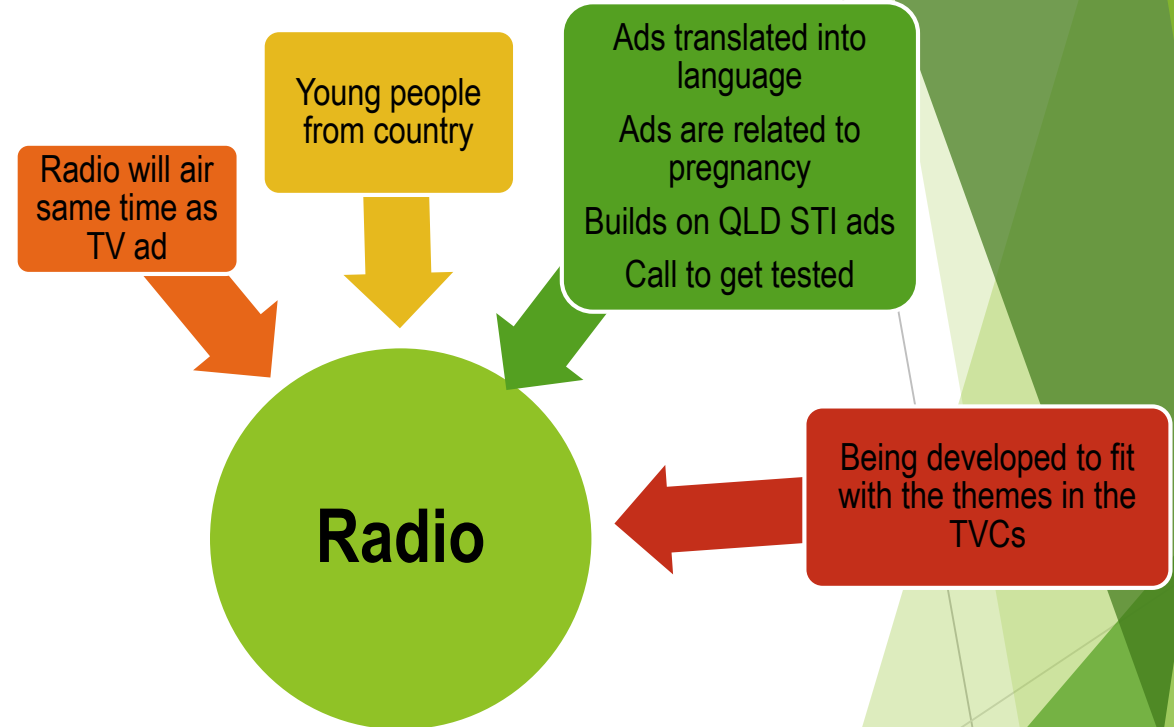 Radio will air
same time as
TV ad
Young people
from country
Ads translated into
language
Ads are related to
pregnancy
Builds on QLD STI ads
Call to get tested
Being developed to fit
with the themes in the
TVCs
Radio